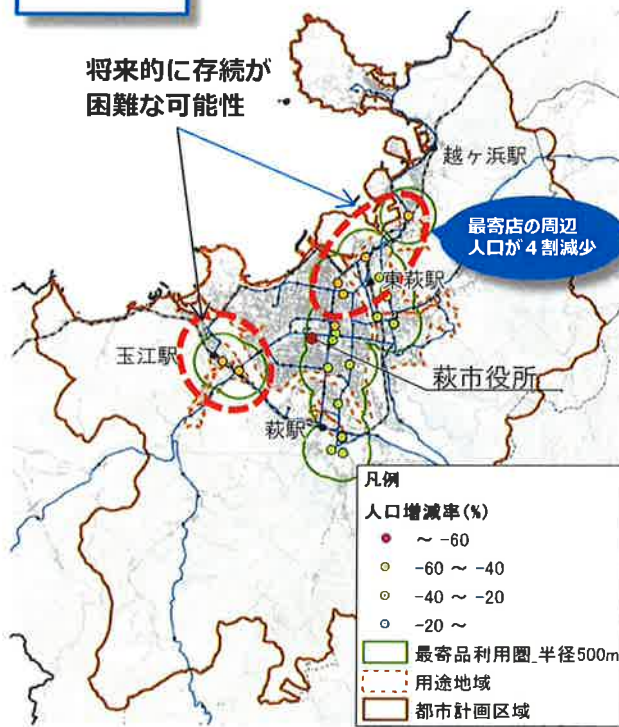 将来的に存続が
困難な可能性
越ヶ浜駅
最寄店の周辺
人口が４割減少
東萩駅
玉江駅
萩市役所
萩駅
凡例
人口増減率(%)
～ -60
-60 ～ -40
-40 ～ -20
-20 ～
最寄品利用圏_半径500m
用途地域
都市計画区域